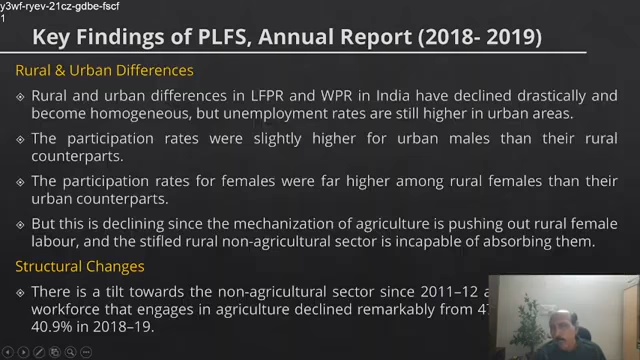 y3wf-ryev-21cz-gdbe-fscf
1
Key Findings of PLFS, Annual Report (2018- 2019)
Rural & Urban Differences
Rural and urban differences in LFPR and WPR in India have declined drastically and
become homogeneous, but unemployment rates are still higher in urban areas.
The participation rates were slightly higher for urban males than their rural
counterparts.
The participation rates for females were far higher among rural females than their
urban counterparts.
But this is declining since the mechanization of agriculture is pushing out rural female
labour, and the stifled rural non-agricultural sector is incapable of absorbing them.
Structural Changes
There is a tilt towards the non-agricultural sector since 2011–12
workforce that engages in agriculture declined remarkably from
40.9% in 2018–19.